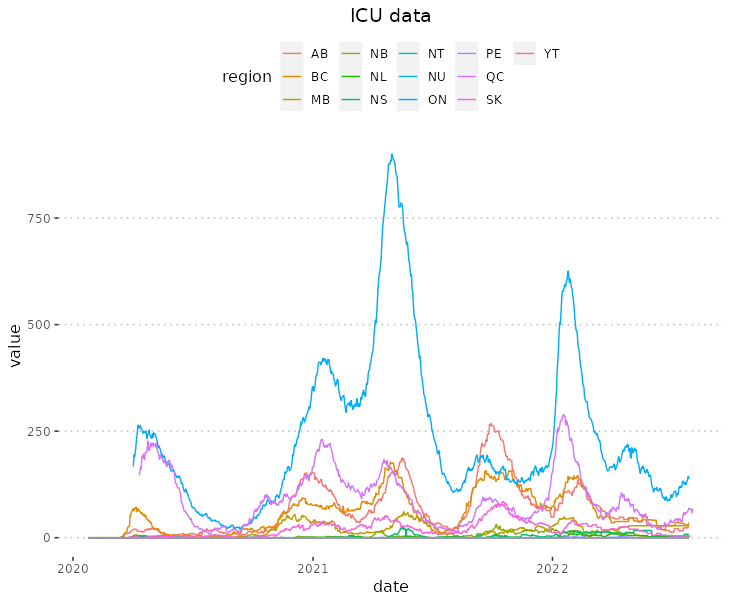 ICU data
AB NB NT PE YT
region BC NL NU QC
MB NS ON SK
750
500
250
0
value
2020 2021 2022
date